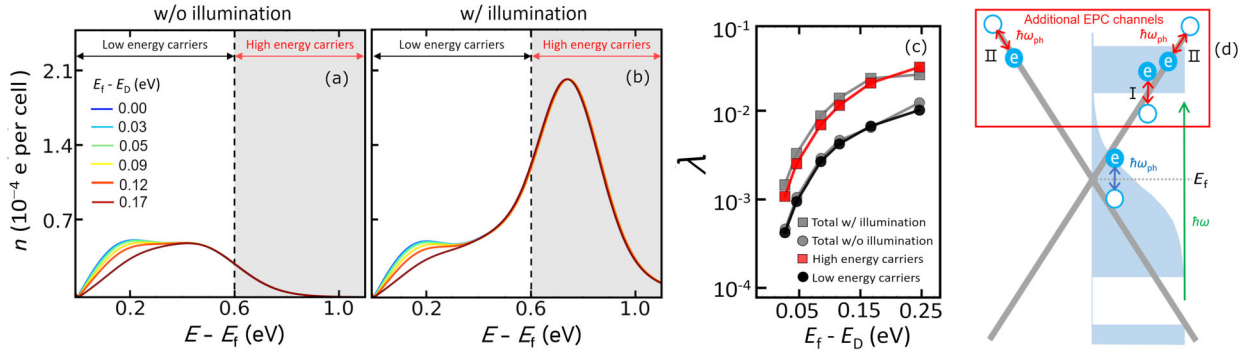 w/o illumination
Low energy carriers
High energy carriers
(a)
E_f – E_D (eV)
0.00
0.03
0.05
0.09
0.12
0.17
n (10⁻⁴ e per cell)
2.1
1.4
0.7
0.2
0.6
1.0
E – E_f (eV)
w/ illumination
Low energy carriers
High energy carriers
(b)
0.2
0.6
1.0
E – E_f (eV)
(c)
λ
10⁻¹
10⁻²
10⁻³
10⁻⁴
Total w/ illumination
Total w/o illumination
High energy carriers
Low energy carriers
0.05
0.15
0.25
E_f – E_D (eV)
(d)
Additional EPC channels
ħω_ph
ħω_ph
II
e
e
e
II
I
e
ħω_ph
E_f
ħω